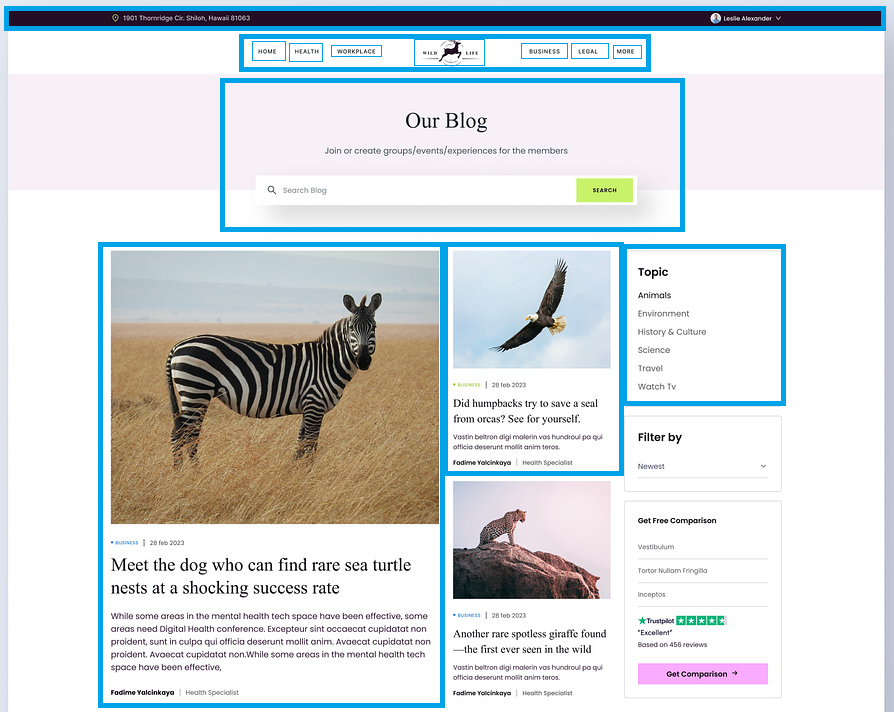 1901 Thornridge Cir. Shiloh, Hawaii 81063
Leslie Alexander
HOME
HEALTH
WORKPLACE
WILD LIFE
BUSINESS
LEGAL
MORE
Our Blog
Join or create groups/events/experiences for the members
Search Blog
SEARCH
BUSINESS | 28 feb 2023
Meet the dog who can find rare sea turtle
nests at a shocking success rate
While some areas in the mental health tech space have been effective, some
areas need Digital Health conference. Excepteur sint occaecat cupidatat non
proident, sunt in culpa qui officia deserunt mollit anim. Avaecat cupidatat non
proident. Avaecat cupidatat non.While some areas in the mental health tech
space have been effective,
Fadime Yalcinkaya | Health Specialist
BUSINESS | 28 feb 2023
Did humpbacks try to save a seal
from orcas? See for yourself.
Vastin beltron digi malerin vas hundroul pa qui
officia deserunt mollit anim teros.
Fadime Yalcinkaya | Health Specialist
BUSINESS | 28 feb 2023
Another rare spotless giraffe found
—the first ever seen in the wild
Vastin beltron digi malerin vas hundroul pa qui
officia deserunt mollit anim teros.
Fadime Yalcinkaya | Health Specialist
Topic
Animals
Environment
History & Culture
Science
Travel
Watch Tv
Filter by
Newest
Get Free Comparison
Vestibulum
Tortor Nullam Fringilla
Inceptos
Trustpilot
"Excellent"
Based on 456 reviews
Get Comparison →